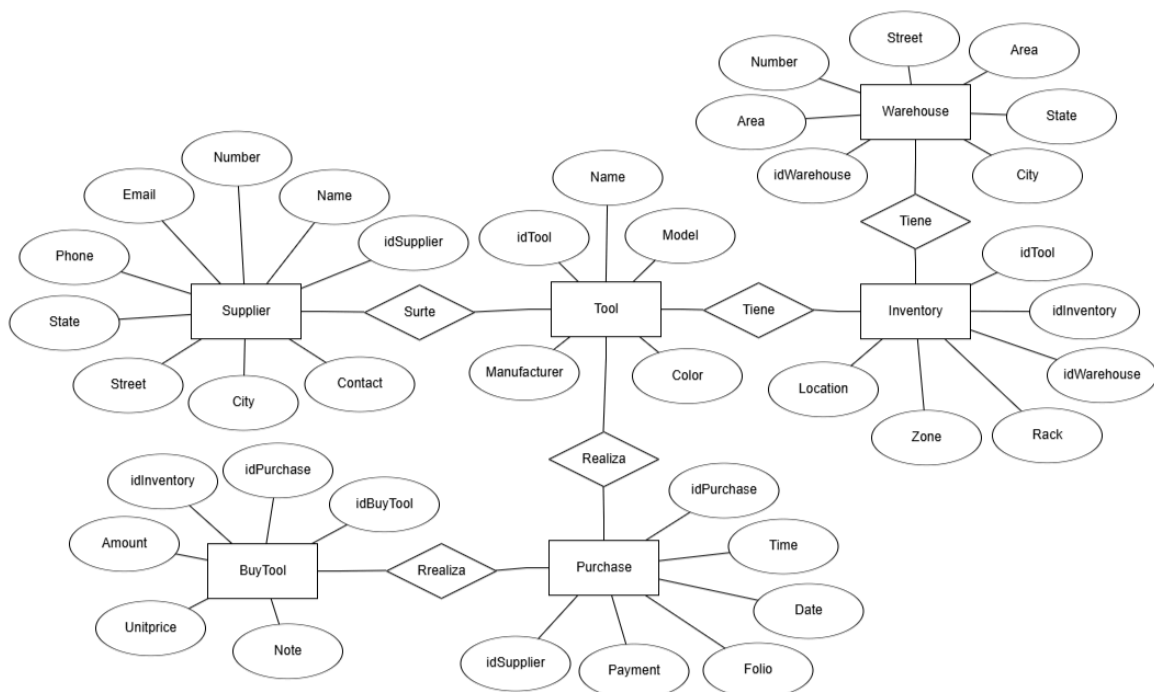 Street
Number
Area
Warehouse
Area
State
idWarehouse
City
Tiene
Number
Email
Name
Phone
idSupplier
State
Supplier
Street
City
Contact
Surte
Name
idTool
Model
Tool
Manufacturer
Color
Tiene
idTool
Inventory
idInventory
idWarehouse
Location
Zone
Rack
Realiza
idPurchase
idInventory
idBuyTool
Amount
BuyTool
Unitprice
Note
Rrealiza
idPurchase
Time
Purchase
Date
idSupplier
Payment
Folio